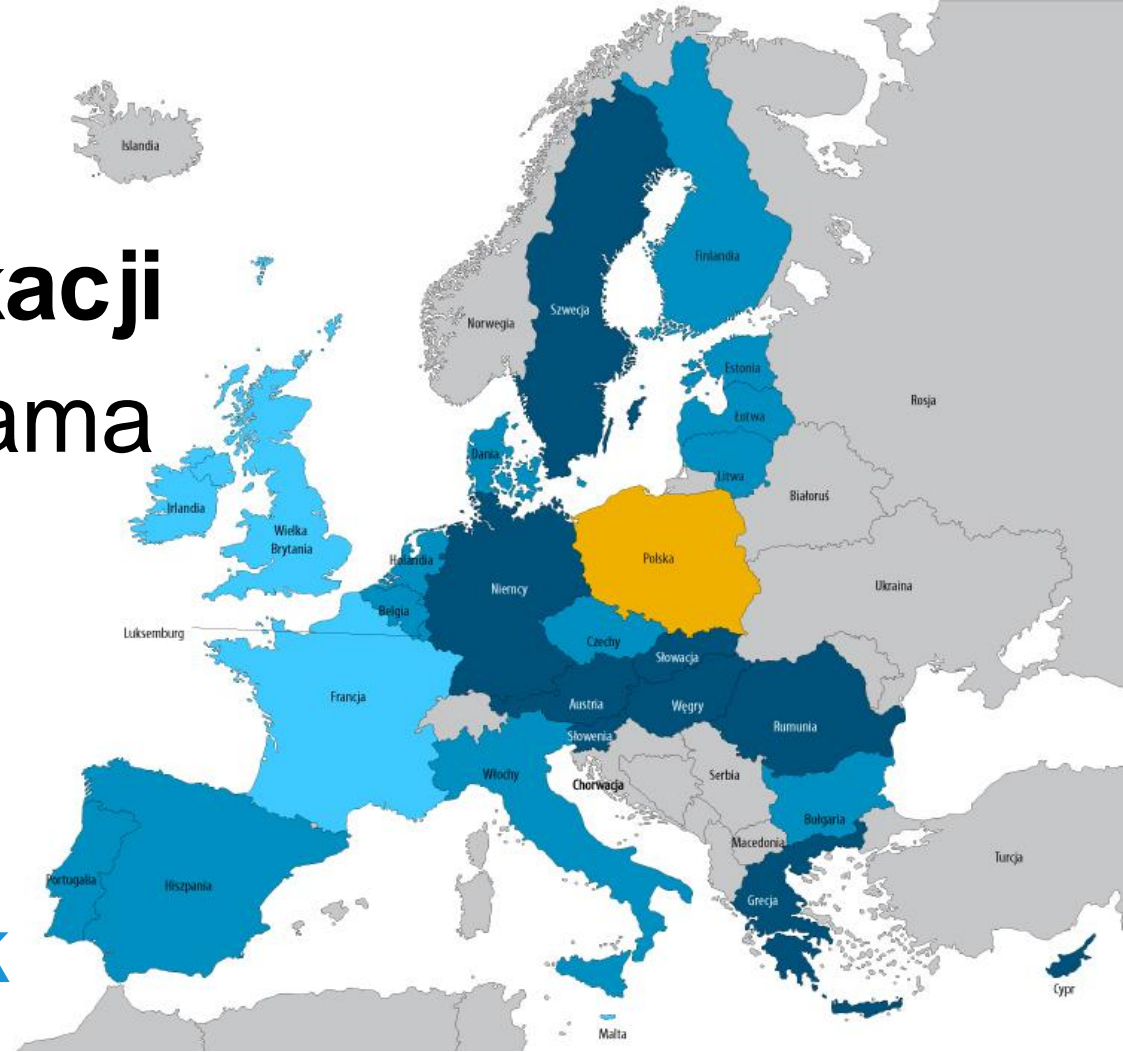 Islandia
kacji
ama
Norwegia
Szwecja
Finlandia
Estonia
Łotwa
Litwa
Rosja
Białoruś
Dania
Irlandia
Wielka
Brytania
Holandia
Belgia
Niemcy
Polska
Ukraina
Luksemburg
Czechy
Słowacja
Francja
Austria
Węgry
Rumunia
Słowenia
Włochy
Chorwacja
Serbia
Bułgaria
Macedonia
Turcja
Portugalia
Hiszpania
Grecja
k
Cypr
Malta